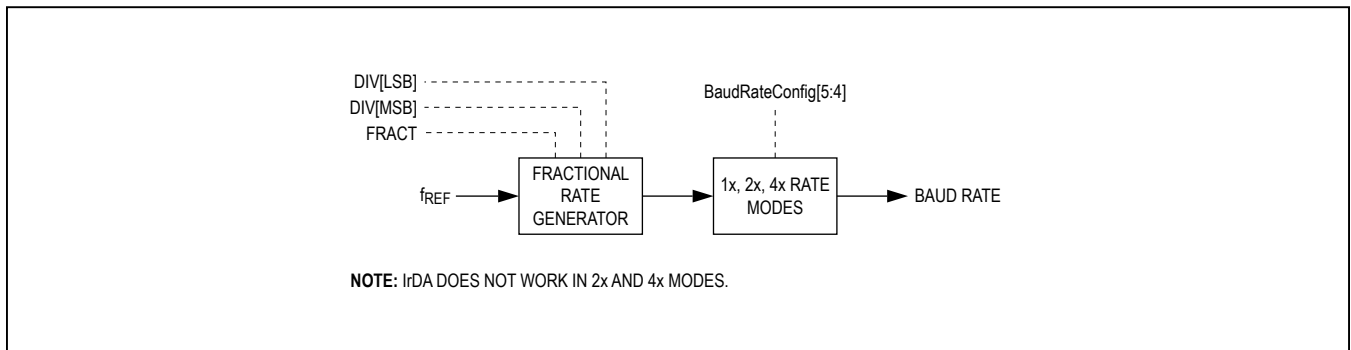 DIV[LSB]
DIV[MSB]
FRACT
BaudRateConfig[5:4]
fREF
FRACTIONAL
RATE
GENERATOR
1x, 2x, 4x RATE
MODES
BAUD RATE
NOTE: IrDA DOES NOT WORK IN 2x AND 4x MODES.